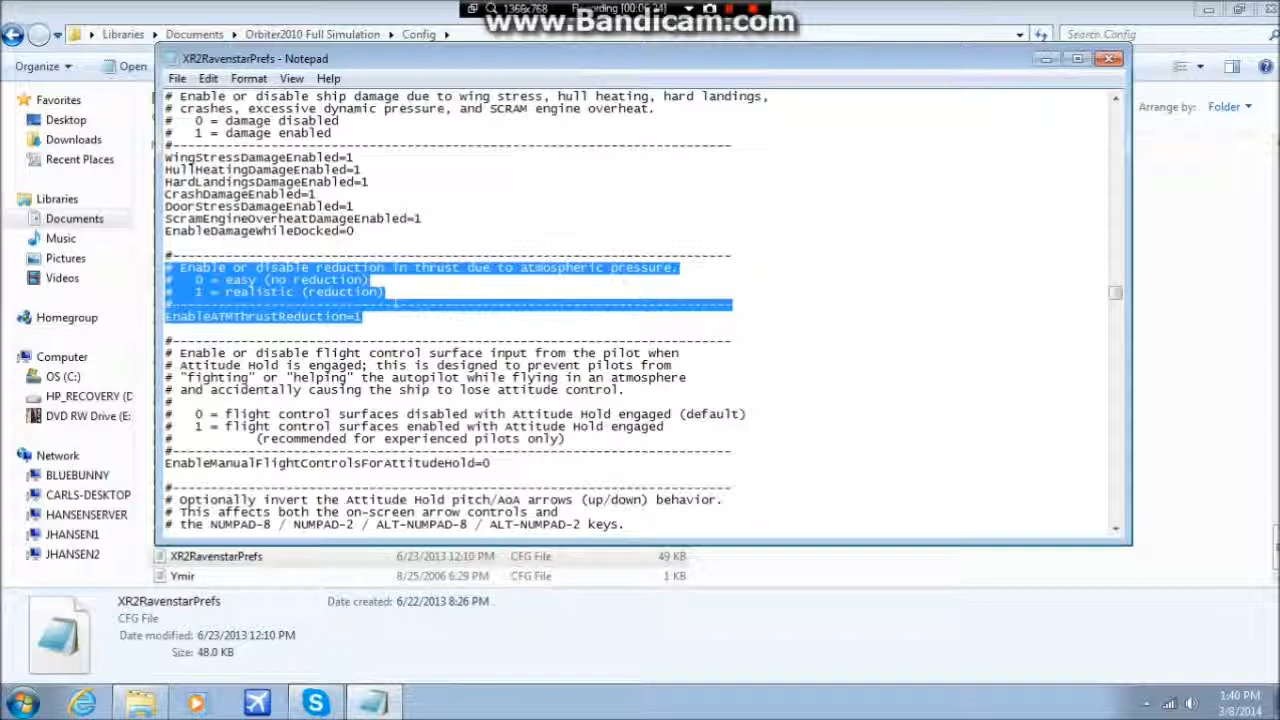 1366x768 Recording [00:06:24]
www.Bandicam.com
Libraries Documents Orbiter2010 Full Simulation Config Search Config
Organize Open Arrange by: Folder
XR2RavenstarPrefs - Notepad
File Edit Format View Help
# Enable or disable ship damage due to wing stress, hull heating, hard landings,
# crashes, excessive dynamic pressure, and SCRAM engine overheat.
# 0 = damage disabled
# 1 = damage enabled
#---------------------------------------------------------------------------
WingStressDamageEnabled=1
HullHeatingDamageEnabled=1
HardLandingsDamageEnabled=1
CrashDamageEnabled=1
DoorStressDamageEnabled=1
ScramEngineOverheatDamageEnabled=1
EnableDamageWhileDocked=0
#---------------------------------------------------------------------------
# Enable or disable reduction in thrust due to atmospheric pressure.
# 0 = easy (no reduction)
# 1 = realistic (reduction)
#---------------------------------------------------------------------------
EnableATMThrustReduction=1
#---------------------------------------------------------------------------
# Enable or disable flight control surface input from the pilot when
# Attitude Hold is engaged; this is designed to prevent pilots from
# "fighting" or "helping" the autopilot while flying in an atmosphere
# and accidentally causing the ship to lose attitude control.
#
# 0 = flight control surfaces disabled with Attitude Hold engaged (default)
# 1 = flight control surfaces enabled with Attitude Hold engaged
# (recommended for experienced pilots only)
#---------------------------------------------------------------------------
EnableManualFlightControlsForAttitudeHold=0
#---------------------------------------------------------------------------
# Optionally invert the Attitude Hold pitch/AoA arrows (up/down) behavior.
# This affects both the on-screen arrow controls and
# the NUMPAD-8 / NUMPAD-2 / ALT-NUMPAD-8 / ALT-NUMPAD-2 keys.
Favorites
Desktop
Downloads
Recent Places
Libraries
Documents
Music
Pictures
Videos
Homegroup
Computer
OS (C:)
HP_RECOVERY (D
DVD RW Drive (E:
Network
BLUEBUNNY
CARLS-DESKTOP
HANSENSERVER
JHANSEN1
JHANSEN2
XR2RavenstarPrefs 6/23/2013 12:10 PM CFG File 49 KB
Ymir 8/25/2006 6:29 PM CFG File 1 KB
XR2RavenstarPrefs Date created: 6/22/2013 8:26 PM
CFG File
Date modified: 6/23/2013 12:10 PM
Size: 48.0 KB
1:40 PM
3/8/2014